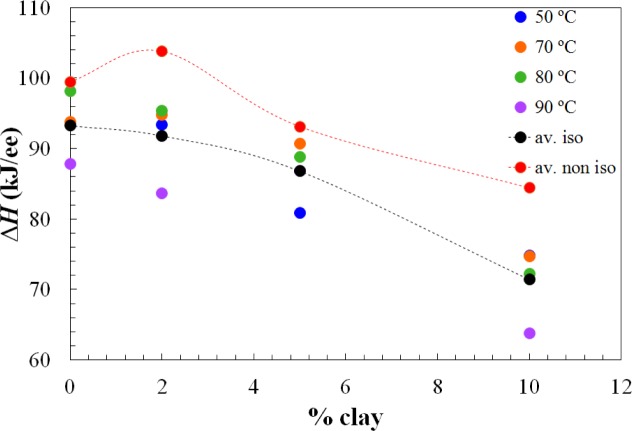 110
100
90
80
70
60
ΔH (kJ/ee)
0
2
4
6
8
10
12
% clay
50 ºC
70 ºC
80 ºC
90 ºC
av. iso
av. non iso